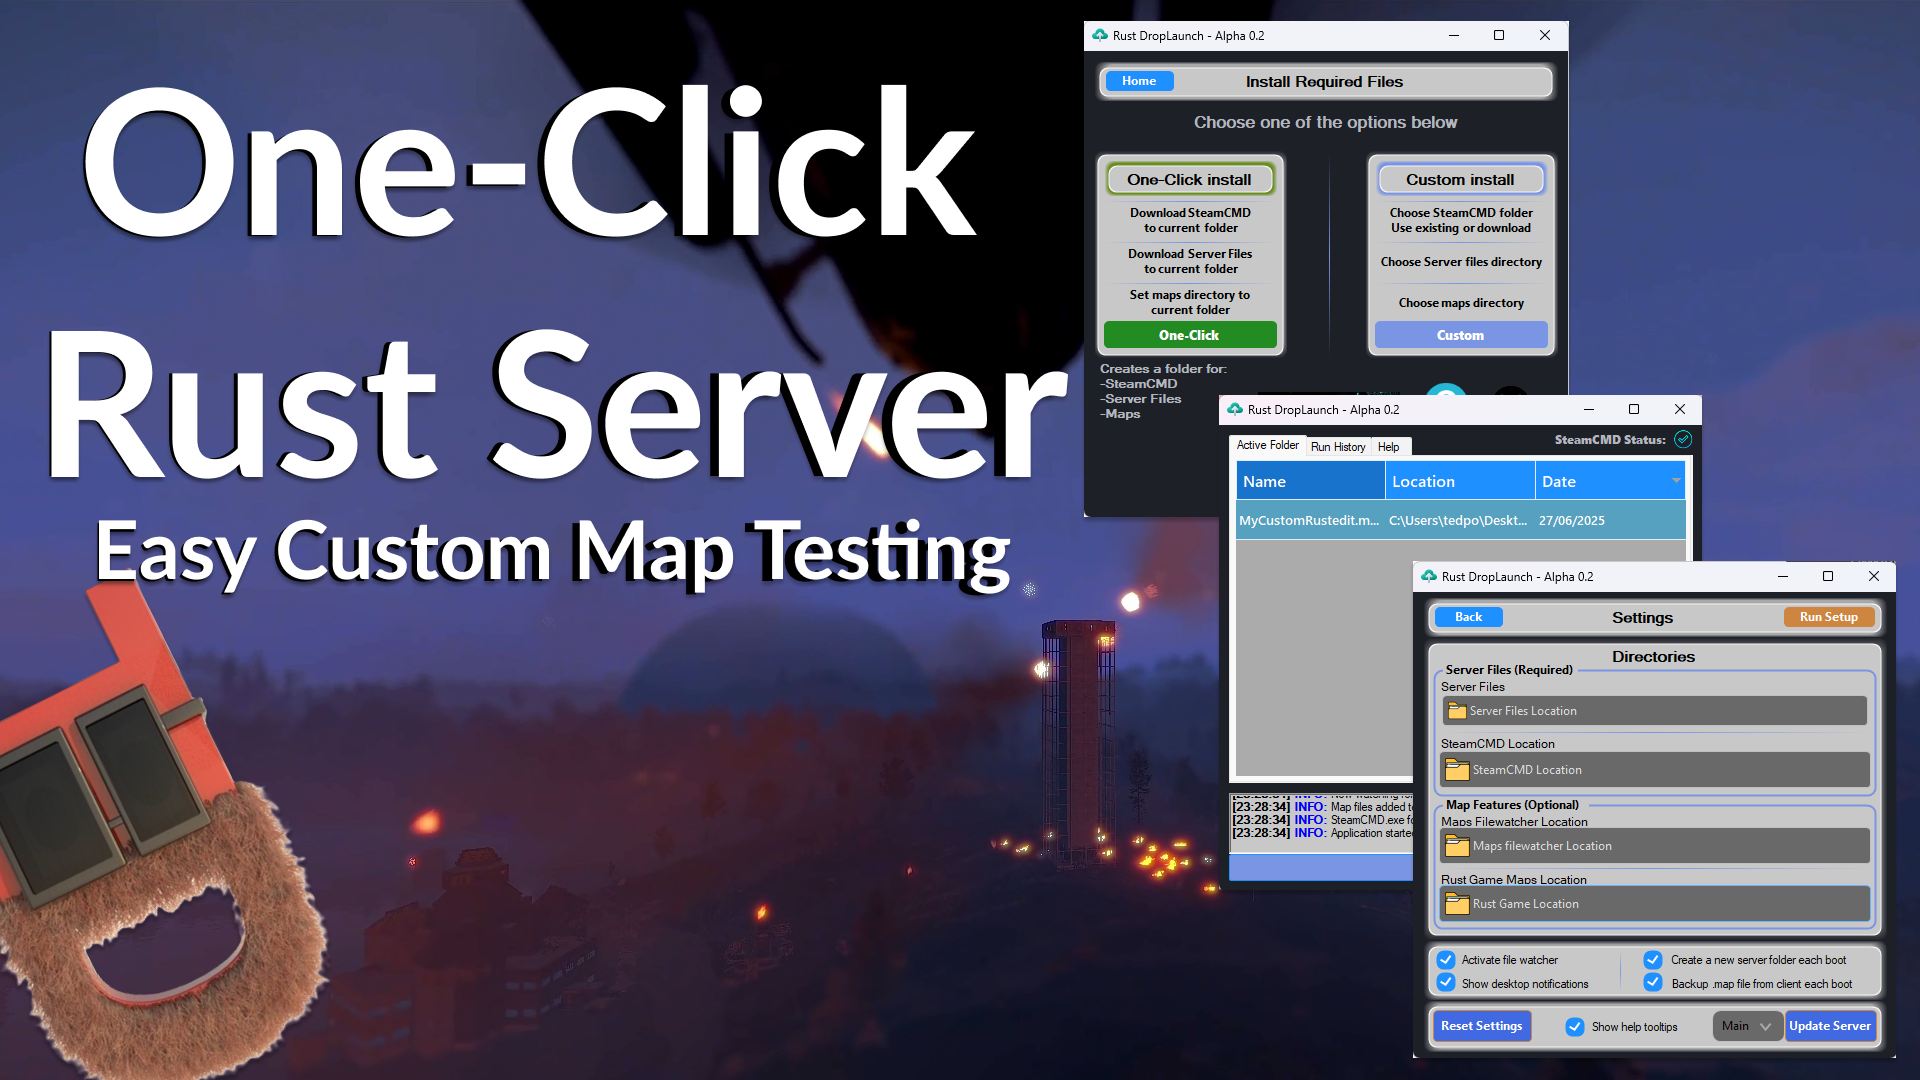 One-Click
Rust Server
Easy Custom Map Testing
Rust DropLaunch - Alpha 0.2
Home
Install Required Files
Choose one of the options below
One-Click install
Download SteamCMD
to current folder
Download Server Files
to current folder
Set maps directory to
current folder
One-Click
Custom install
Choose SteamCMD folder
Use existing or download
Choose Server files directory
Choose maps directory
Custom
Creates a folder for:
-SteamCMD
-Server Files
-Maps
Rust DropLaunch - Alpha 0.2
SteamCMD Status:
Active Folder Run History Help
Name Location Date
MyCustomRustedit.m... C:\Users\tedpo\Deskt... 27/06/2025
[23:28:34] INFO: Now watching
[23:28:34] INFO: Map files added
[23:28:34] INFO: SteamCMD.exe
[23:28:34] INFO: Application starte
Rust DropLaunch - Alpha 0.2
Back
Settings
Run Setup
Directories
Server Files (Required)
Server Files
Server Files Location
SteamCMD Location
SteamCMD Location
Map Features (Optional)
Maps Filewatcher Location
Maps filewatcher Location
Rust Game Maps Location
Rust Game Location
Activate file watcher
Create a new server folder each boot
Show desktop notifications
Backup .map file from client each boot
Reset Settings
Show help tooltips
Main
Update Server